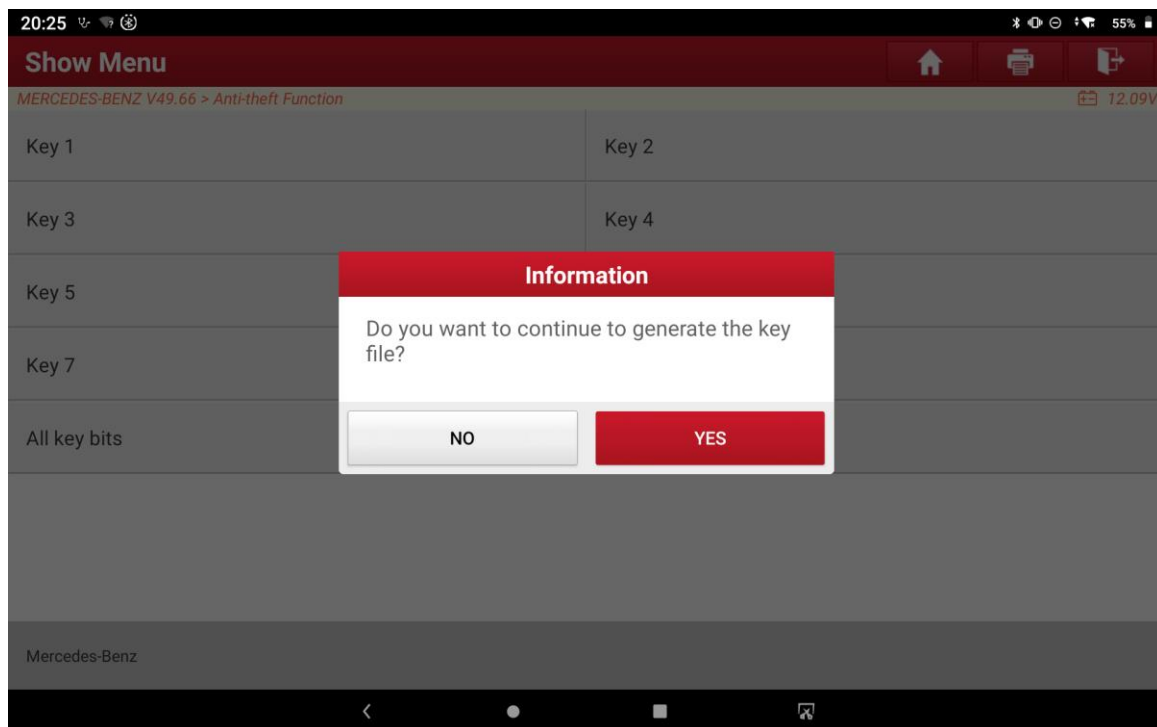 20:25
55%
Show Menu
MERCEDES-BENZ V49.66 > Anti-theft Function
12.09V
Key 1
Key 2
Key 3
Key 4
Key 5
Information
Do you want to continue to generate the key
file?
Key 7
All key bits
NO
YES
Mercedes-Benz